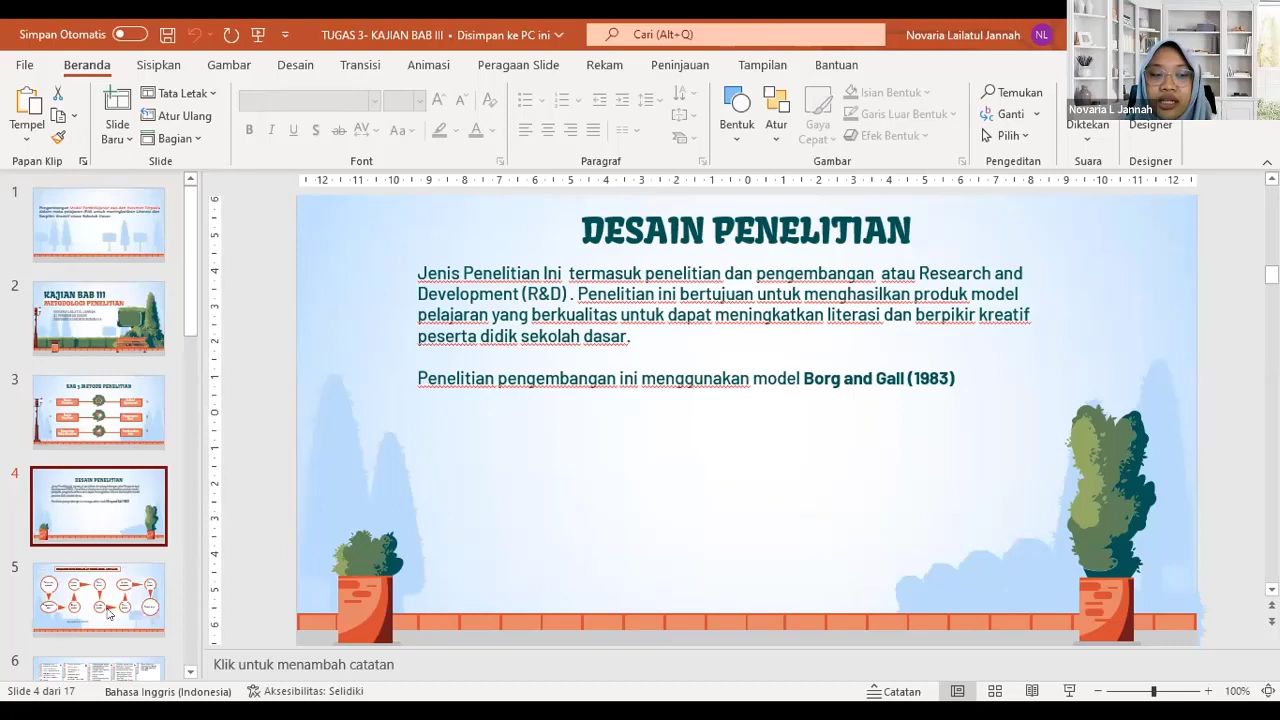 Simpan Otomatis
TUGAS 3- KAJIAN BAB III • Disimpan ke PC ini
Cari (Alt+Q)
Novaria Lailatul Jannah
NL
File Beranda Sisipkan Gambar Desain Transisi Animasi Peragaan Slide Rekam Peninjauan Tampilan Bantuan
Novaria L Jannah
Tempel
Slide Baru
Tata Letak
Atur Ulang
Bagian
Bentuk
Atur
Gaya Cepat
Isian Bentuk
Garis Luar Bentuk
Efek Bentuk
Temukan
Ganti
Pilih
Diktekan
Designer
Papan Klip
Slide
Font
Paragraf
Gambar
Pengeditan
Suara
Designer
1
2
KAJIAN BAB III
METODOLOGI PENELITIAN
3
BAB 3 METODE PENELITIAN
4
DESAIN PENELITIAN
5
6
DESAIN PENELITIAN
Jenis Penelitian Ini termasuk penelitian dan pengembangan atau Research and
Development (R&D) . Penelitian ini bertujuan untuk menghasilkan produk model
pelajaran yang berkualitas untuk dapat meningkatkan literasi dan berpikir kreatif
peserta didik sekolah dasar.
Penelitian pengembangan ini menggunakan model Borg and Gall (1983)
Klik untuk menambah catatan
Slide 4 dari 17
Bahasa Inggris (Indonesia)
Aksesibilitas: Selidiki
Catatan
100%